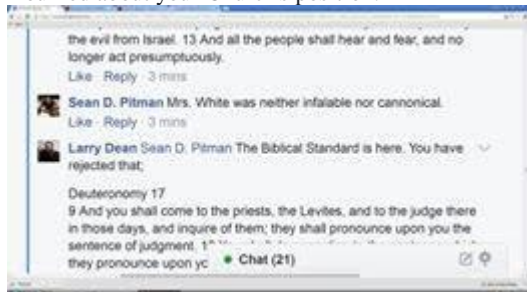 the evil from Israel. 13 And all the people shall hear and fear, and no
longer act presumptuously.
Like · Reply · 3 mins
Sean D. Pitman Mrs. White was neither infalable nor cannonical.
Like · Reply · 3 mins
Larry Dean Sean D. Pitman The Biblical Standard is here. You have
rejected that;
Deuteronomy 17
9 And you shall come to the priests, the Levites, and to the judge there
in those days, and inquire of them; they shall pronounce upon you the
sentence of judgment.
they pronounce upon yc
Chat (21)